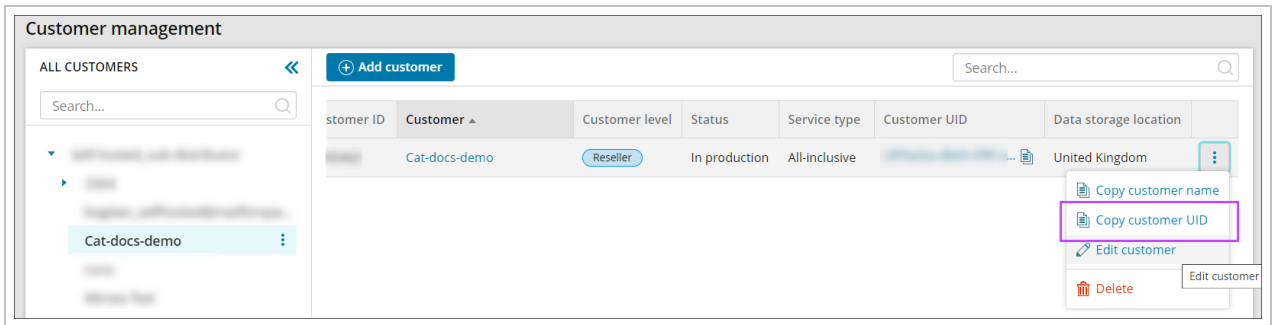 Customer management
ALL CUSTOMERS
Add customer
Search...
Search...
stomer ID Customer Customer level Status Service type Customer UID Data storage location
Cat-docs-demo Reseller In production All-inclusive ... United Kingdom
Copy customer name
Copy customer UID
Cat-docs-demo
Edit customer
Edit customer
Delete